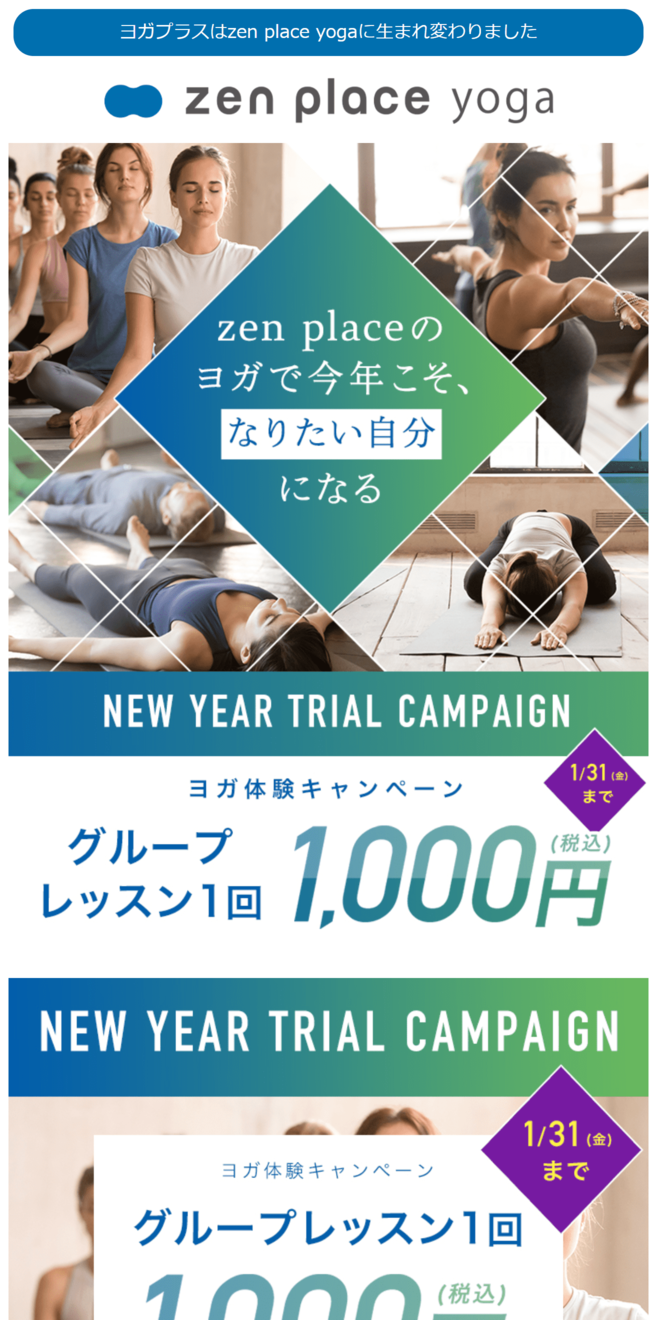 ヨガプラスはzen place yogaに生まれ変わりました
zen place yoga
zen placeの
ヨガで今年こそ、
なりたい自分
になる
NEW YEAR TRIAL CAMPAIGN
1/31(金)
まで
ヨガ体験キャンペーン
グループ
レッスン1回
1,000円
(税込)
NEW YEAR TRIAL CAMPAIGN
1/31(金)
まで
ヨガ体験キャンペーン
グループレッスン1回
1,000
(税込)